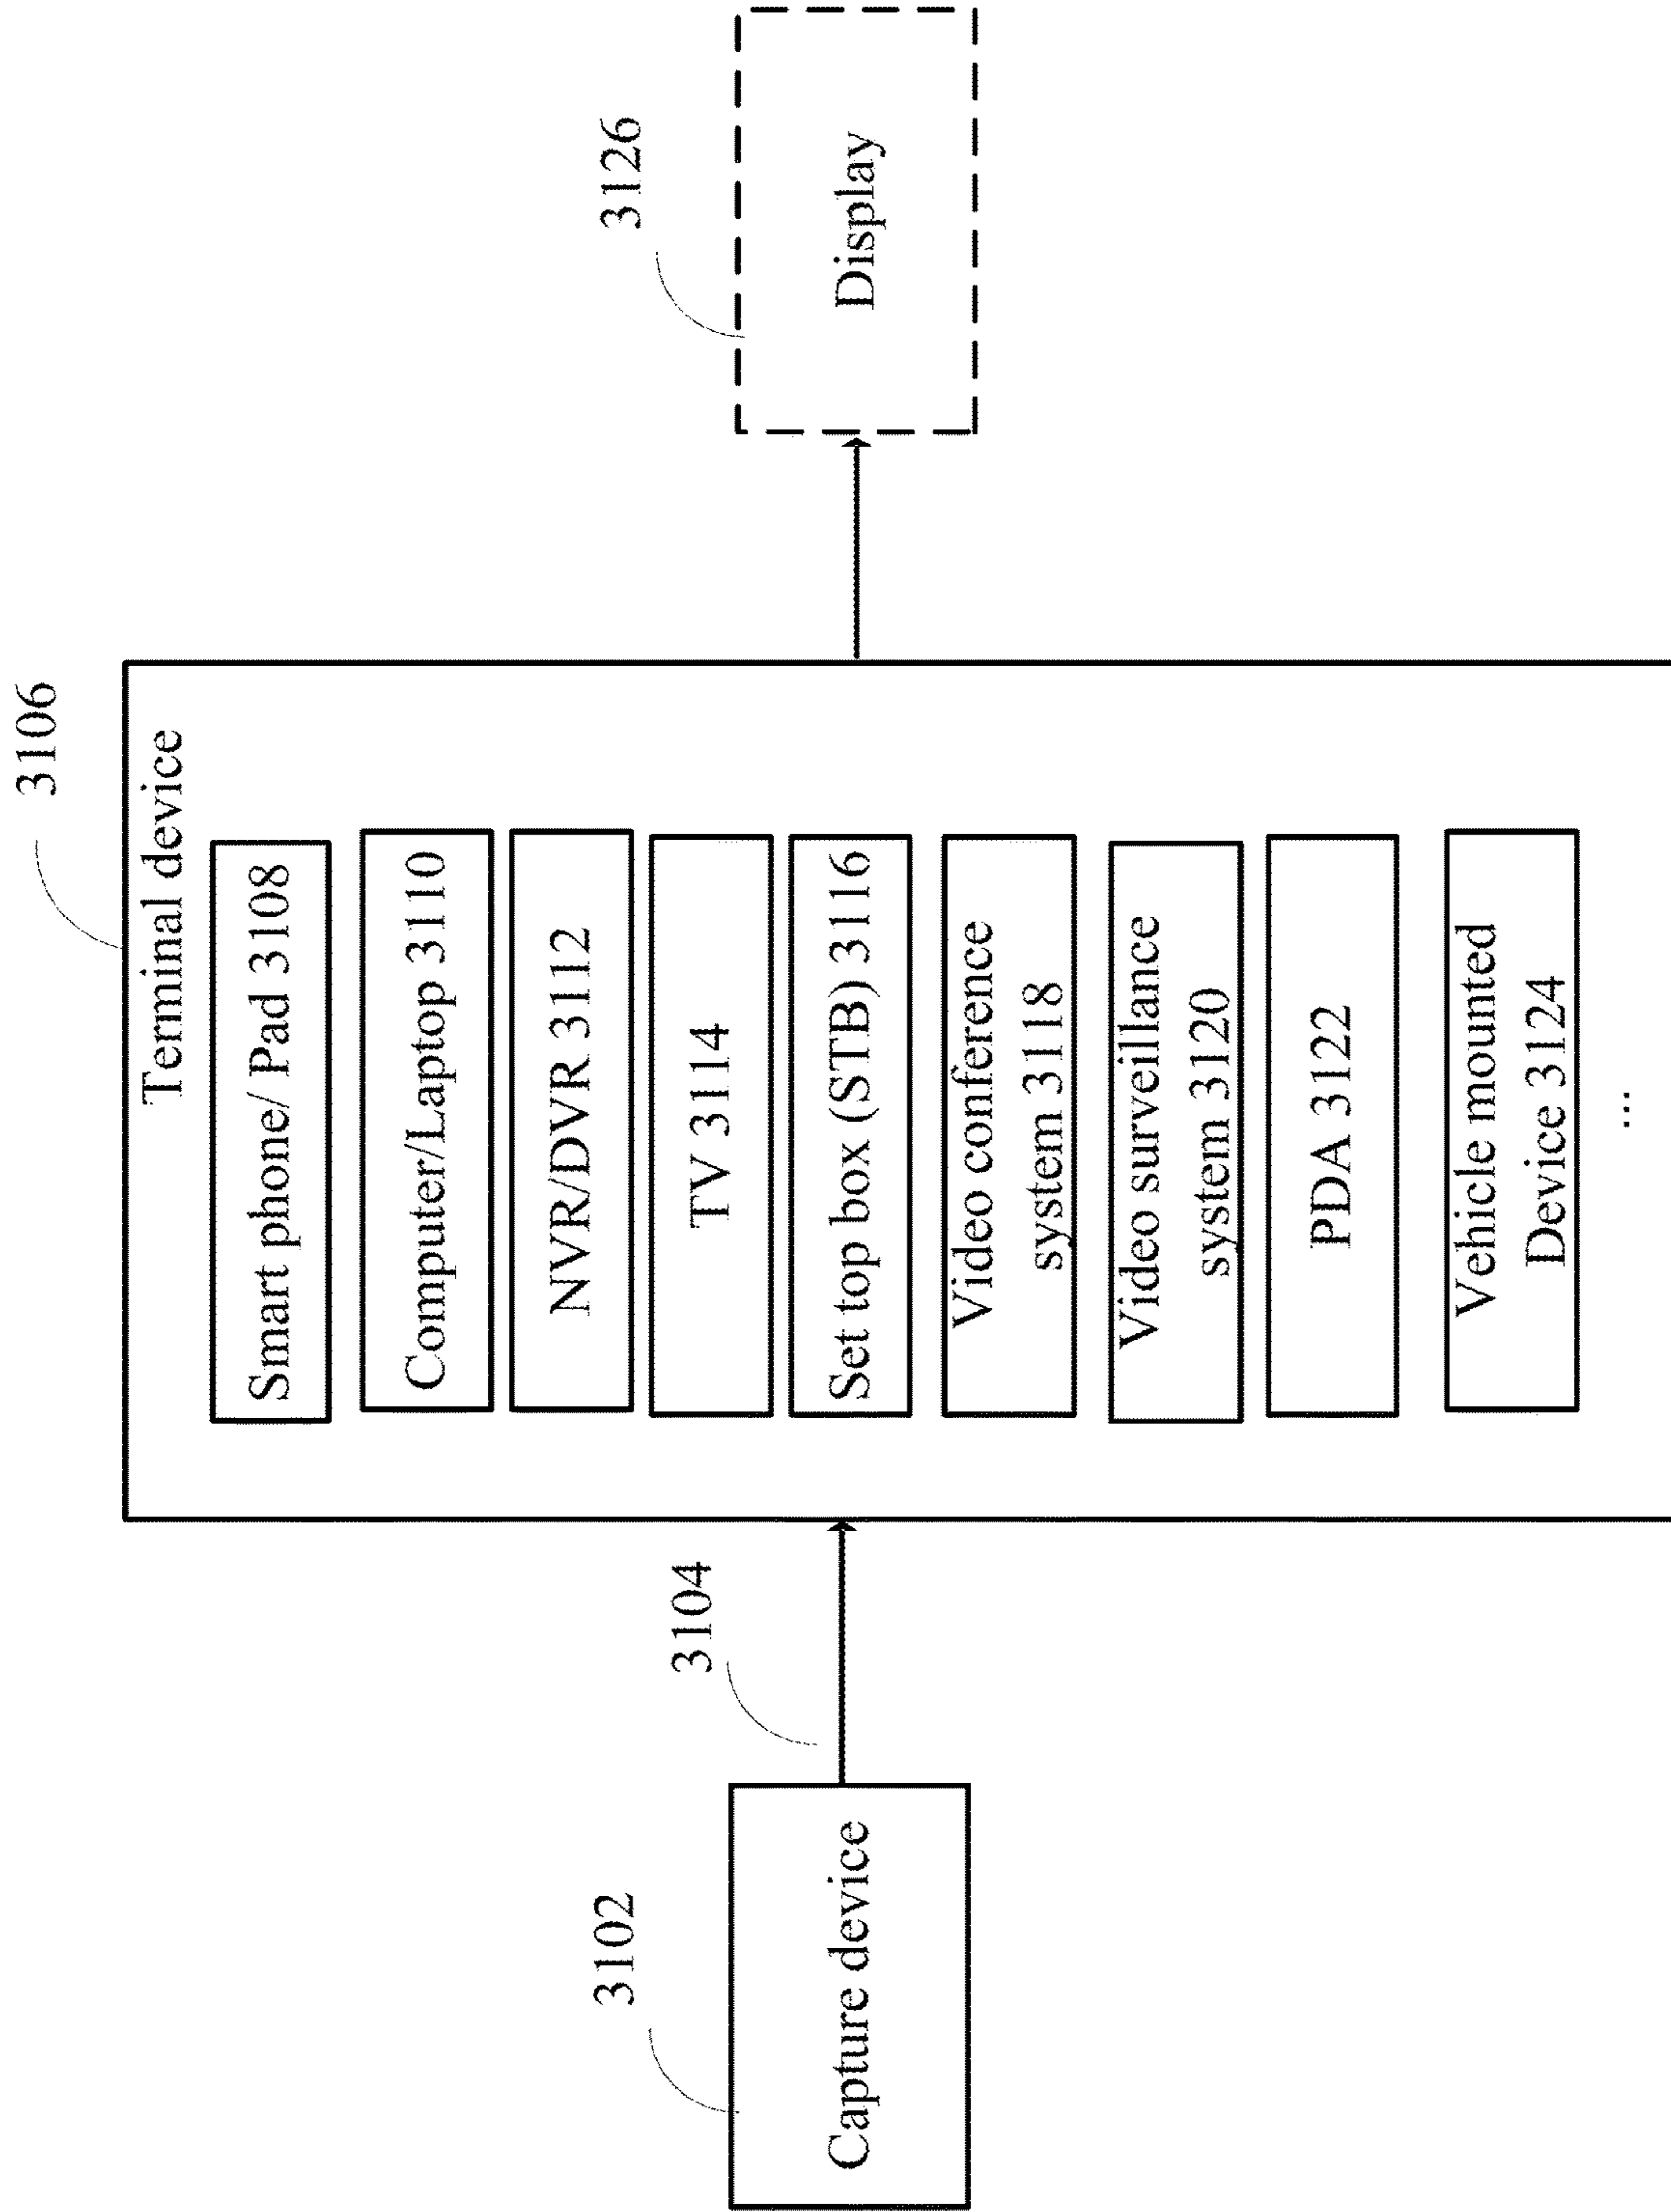 3106
Terminal device
Smart phone/ Pad 3108
Computer/Laptop 3110
NVR/DVR 3112
TV 3114
Set top box (STB) 3116
Video conference
system 3118
Video surveillance
system 3120
PDA 3122
Vehicle mounted
Device 3124
...
3102
Capture device
3104
3126
Display